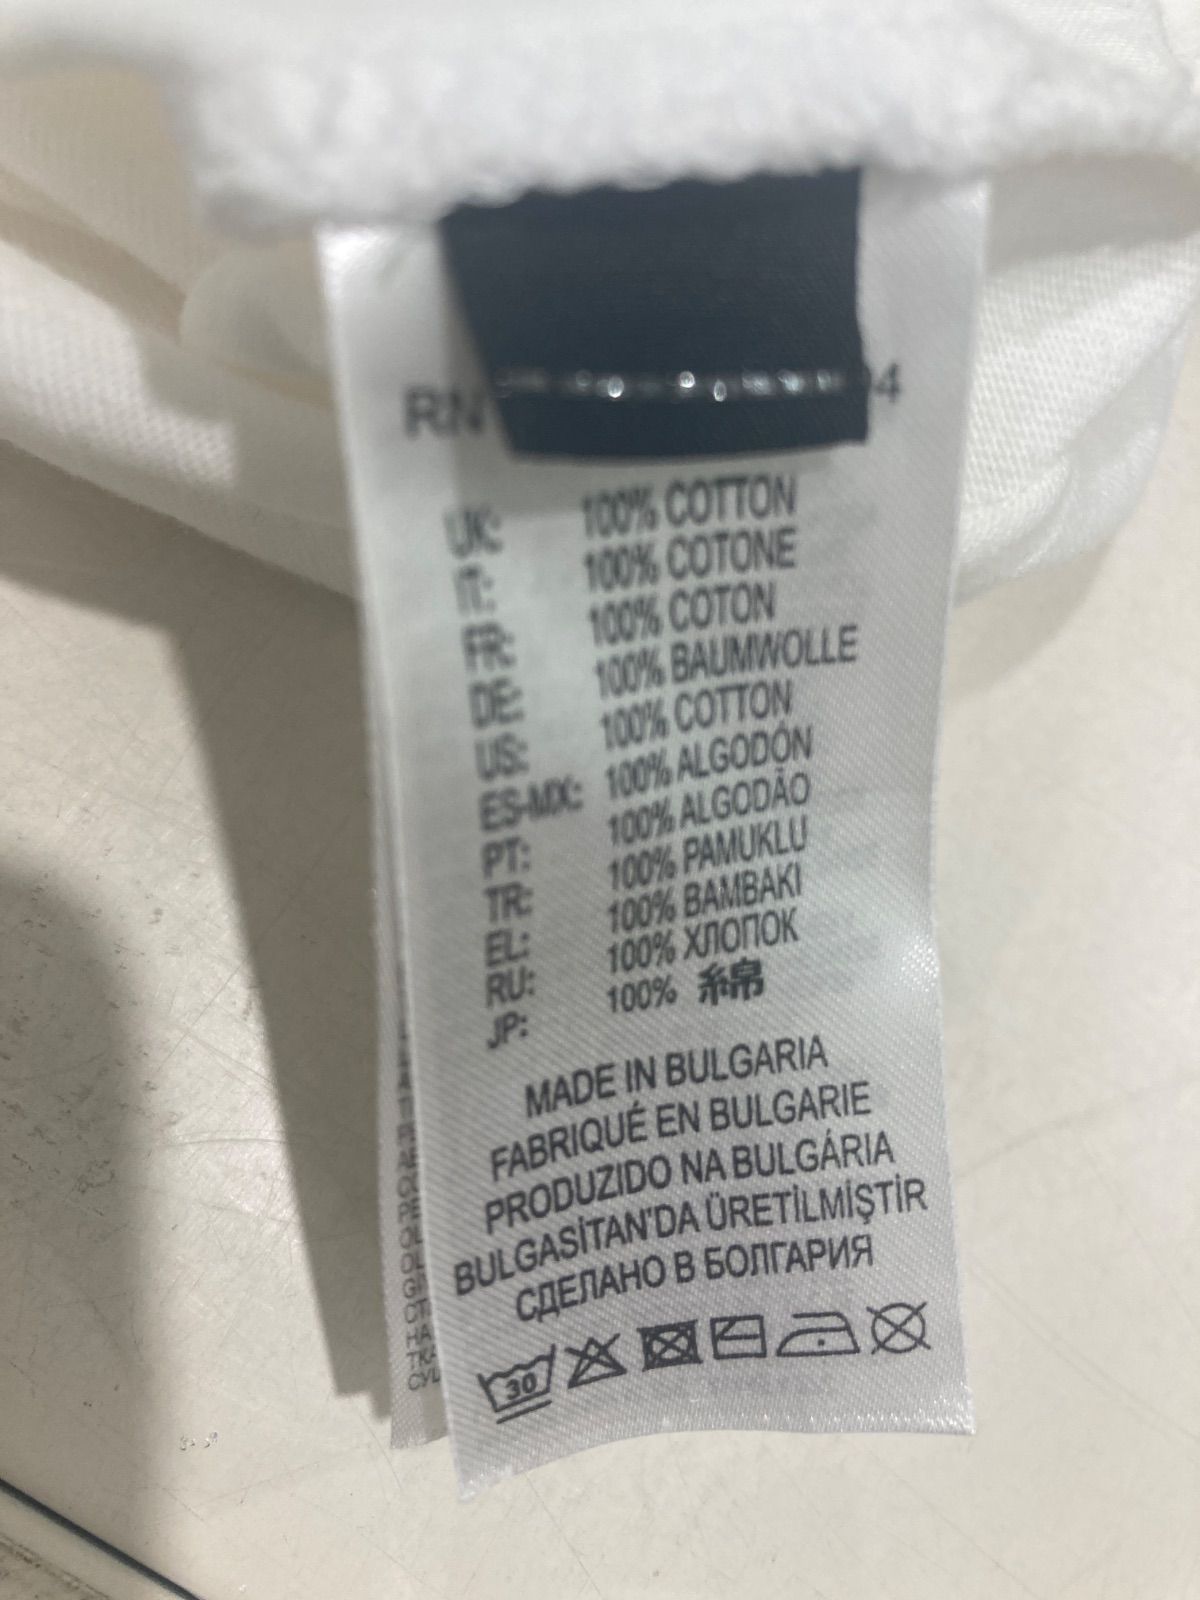 RN 4
UK: 100% COTTON
IT: 100% COTONE
FR: 100% COTON
DE: 100% BAUMWOLLE
US: 100% COTTON
ES-MX: 100% ALGODÓN
PT: 100% ALGODÃO
TR: 100% PAMUKLU
EL: 100% BAMBAKI
RU: 100% ХЛОПОК
JP: 100% 綿
MADE IN BULGARIA
FABRIQUÉ EN BULGARIE
PRODUZIDO NA BULGÁRIA
BULGASİTAN'DA ÜRETİLMİŞTİR
СДЕЛАНО В БОЛГАРИЯ
30